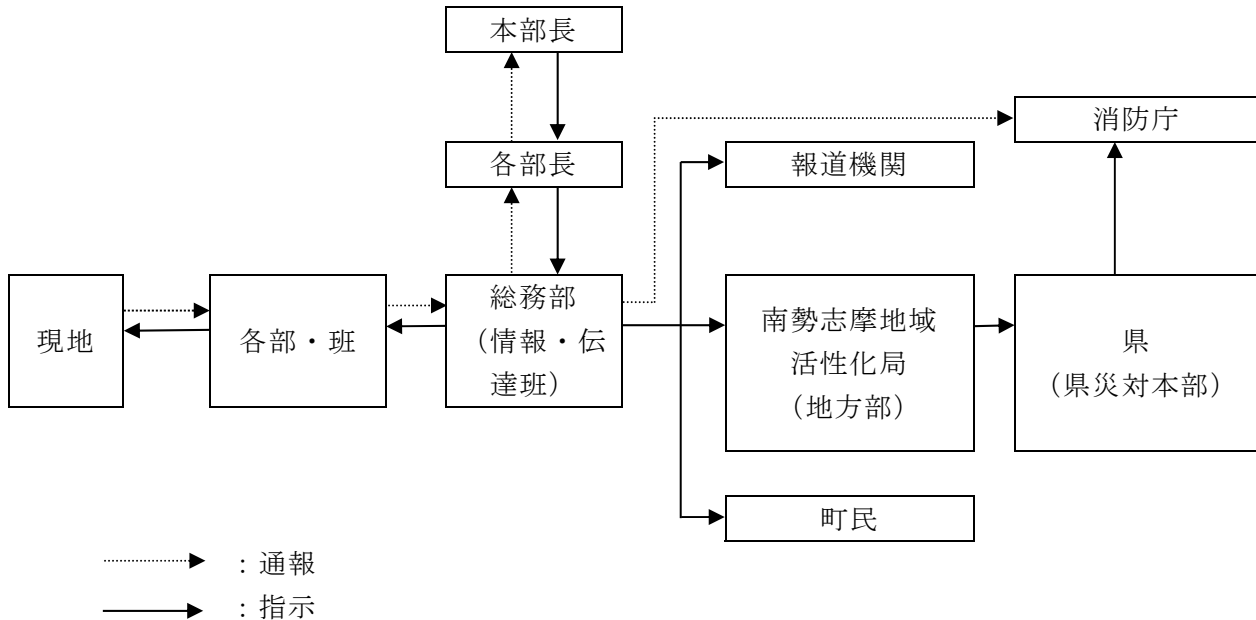 本部長
消防庁
各部長
報道機関
現地
各部・班
総務部
（情報・伝
達班）
南勢志摩地域
活性化局
（地方部）
県
（県災対本部）
町民
：通報
：指示